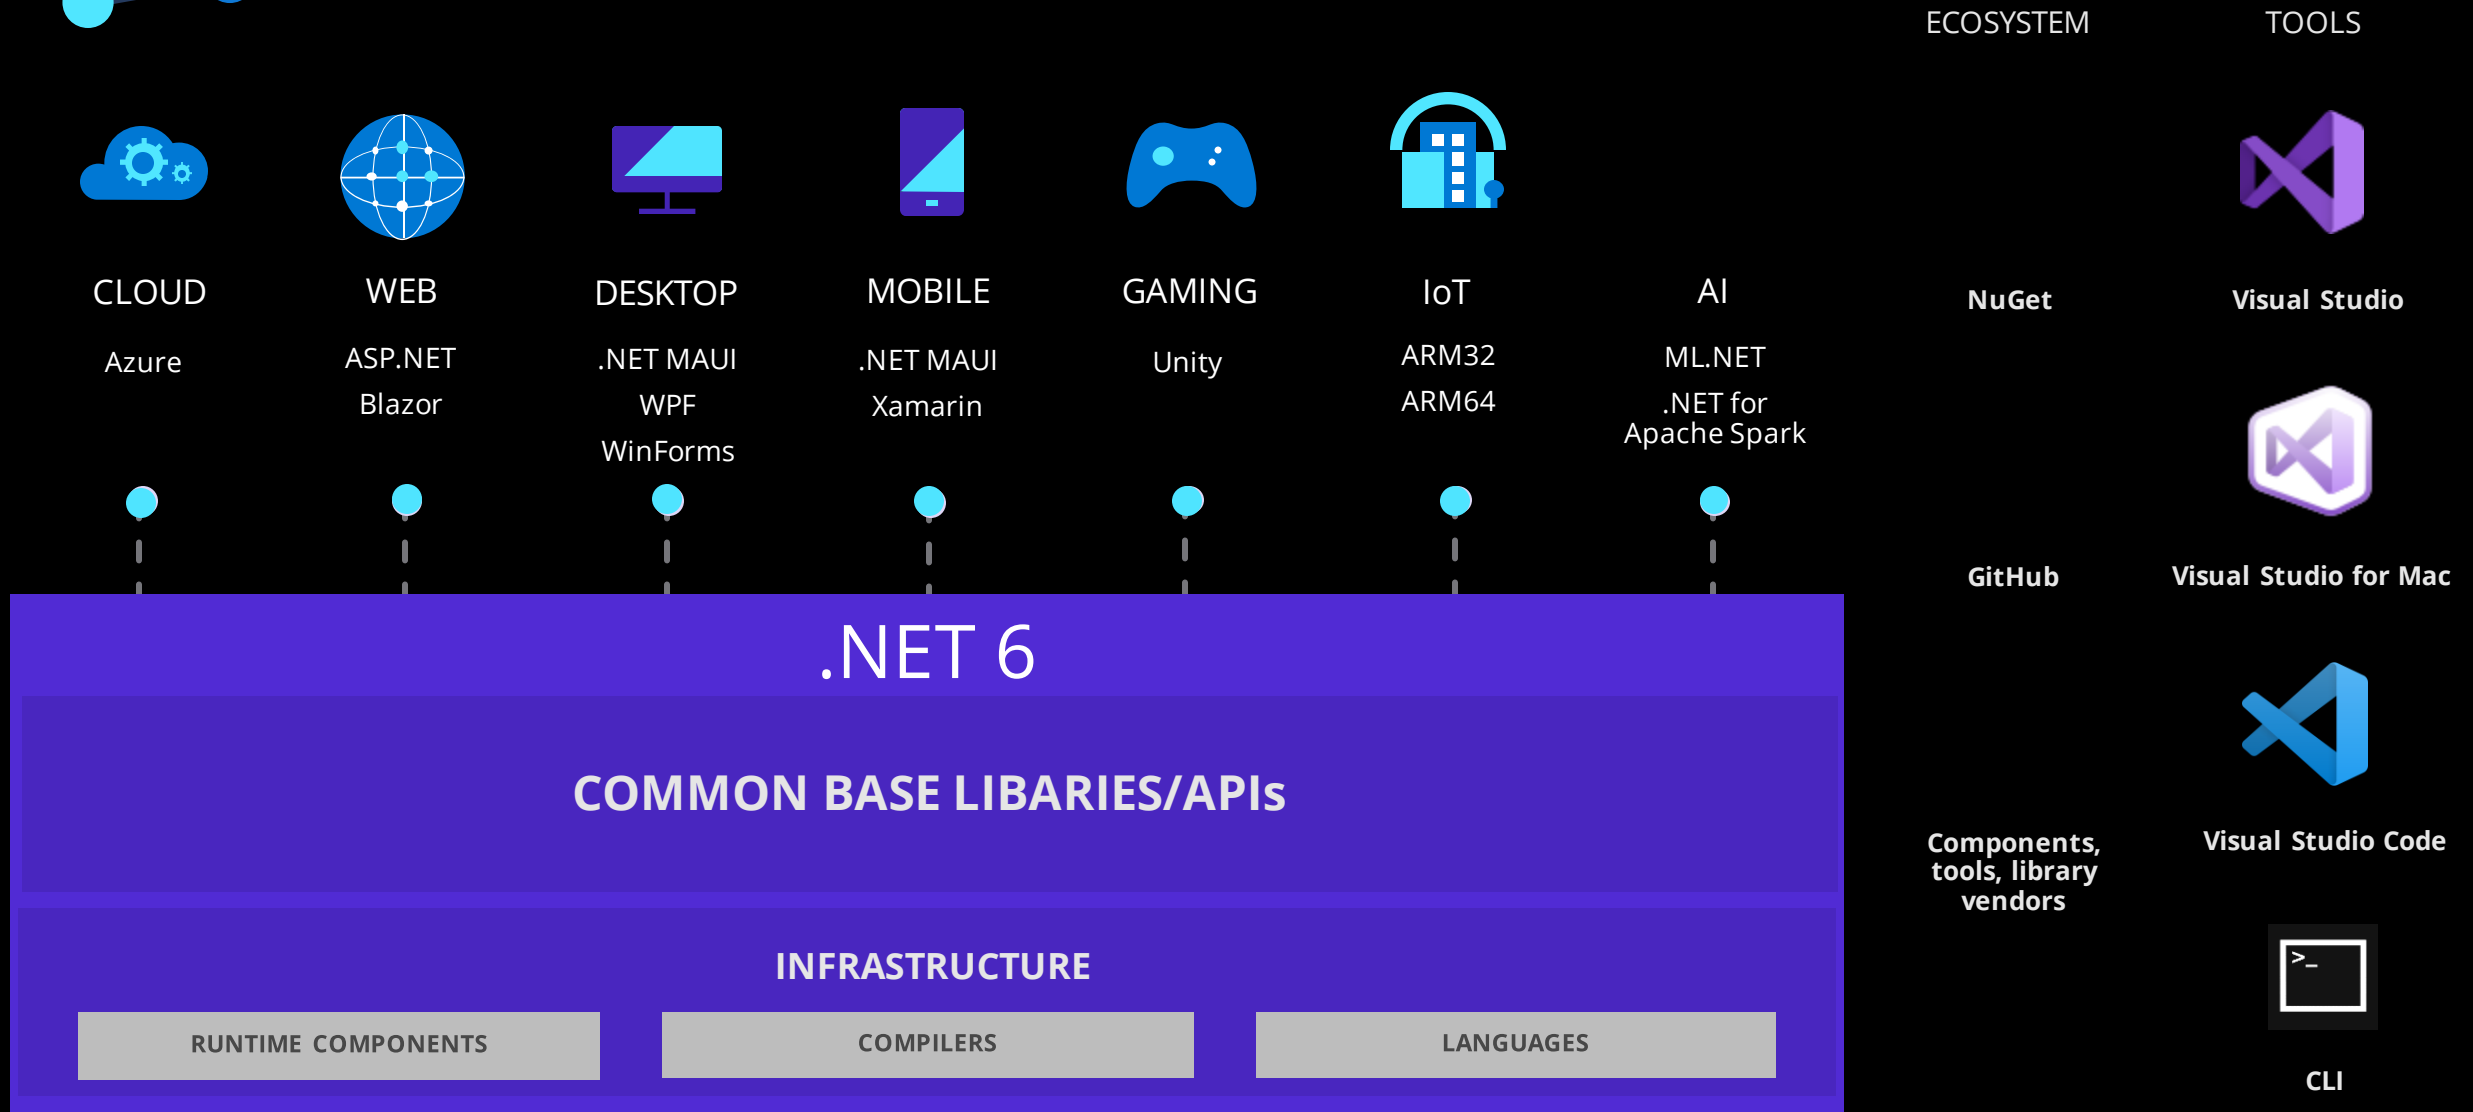 ECOSYSTEM
TOOLS
CLOUD
Azure
WEB
ASP.NET
Blazor
DESKTOP
.NET MAUI
WPF
WinForms
MOBILE
.NET MAUI
Xamarin
GAMING
Unity
IoT
ARM32
ARM64
AI
ML.NET
.NET for
Apache Spark
NuGet
GitHub
Components,
tools, library
vendors
Visual Studio
Visual Studio for Mac
Visual Studio Code
>_
CLI
.NET 6
COMMON BASE LIBARIES/APIs
INFRASTRUCTURE
RUNTIME COMPONENTS
COMPILERS
LANGUAGES